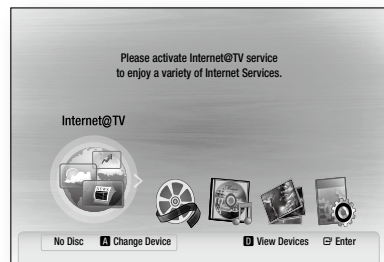 Please activate Internet@TV service
to enjoy a variety of Internet Services.
Internet@TV
NEWS
No Disc A Change Device D View Devices Enter